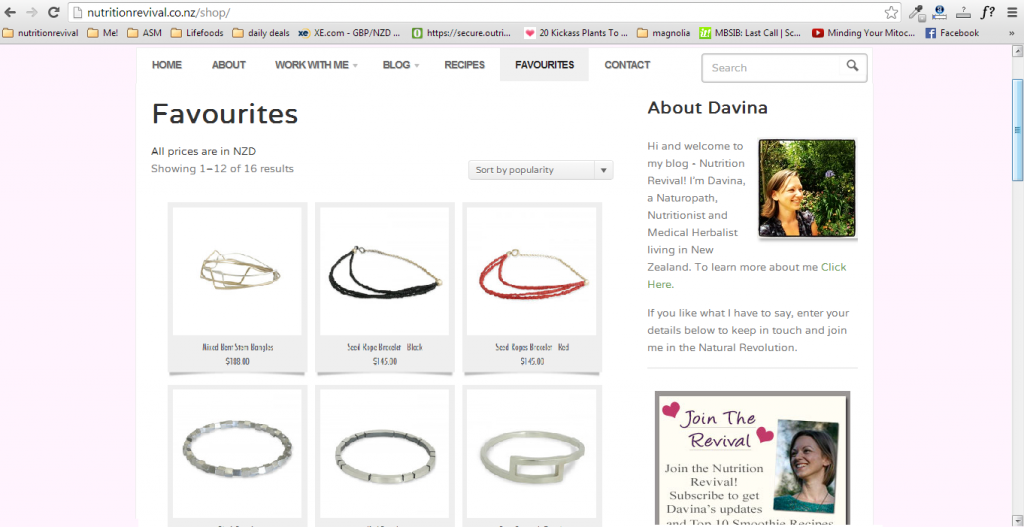 nutritionrevival.co.nz/shop/
f?
nutritionrevival
Me!
ASM
Lifefoods
daily deals
xe XE.com - GBP/NZD ...
https://secure.outri...
20 Kickass Plants To ...
magnolia
MBSIB: Last Call | Sc...
Minding Your Mitoc...
Facebook
»
HOME ABOUT WORK WITH ME BLOG RECIPES FAVOURITES CONTACT
Search
Favourites
All prices are in NZD
Showing 1–12 of 16 results
Sort by popularity
Mixed Bent Stem Bangles
$188.00
Seed Rope Bracelet - Black
$145.00
Seed Ropes Bracelet - Red
$145.00
About Davina
Hi and welcome to
my blog - Nutrition
Revival! I'm Davina,
a Naturopath,
Nutritionist and
Medical Herbalist
living in New
Zealand. To learn more about me Click
Here.
If you like what I have to say, enter your
details below to keep in touch and join
me in the Natural Revolution.
Join The
Revival
Join the Nutrition
Revival!
Subscribe to get
Davina's updates
and Top 10 Smoothie Recipes